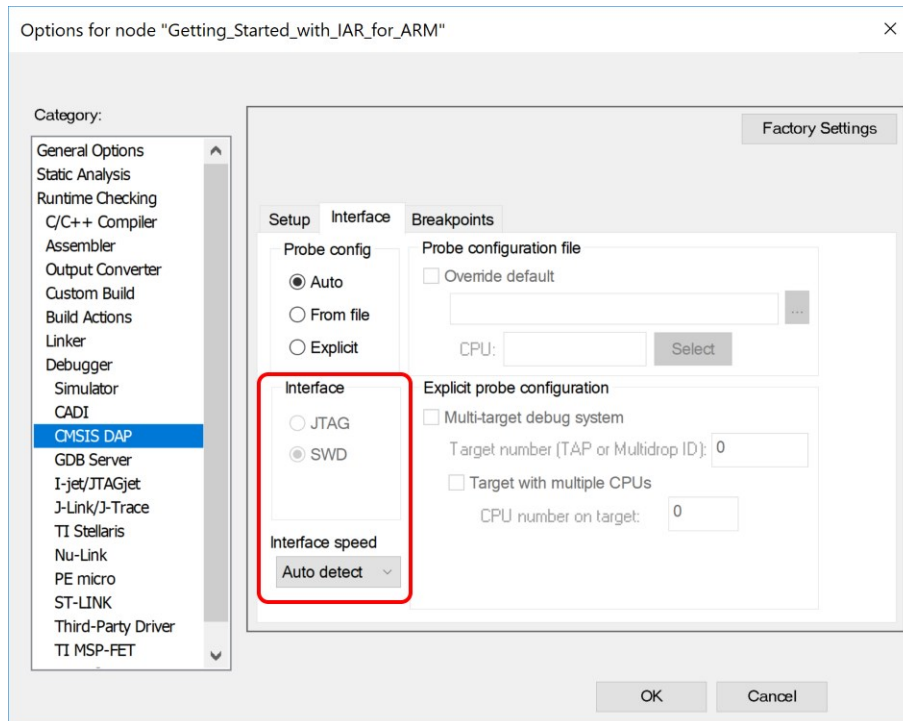 Options for node "Getting_Started_with_IAR_for_ARM"
Category:
General Options
Static Analysis
Runtime Checking
C/C++ Compiler
Assembler
Output Converter
Custom Build
Build Actions
Linker
Debugger
Simulator
CADI
CMSIS DAP
GDB Server
I-jet/JTAGjet
J-Link/J-Trace
TI Stellaris
Nu-Link
PE micro
ST-LINK
Third-Party Driver
TI MSP-FET
Factory Settings
Setup Interface Breakpoints
Probe config
Auto
From file
Explicit
Probe configuration file
Override default
...
CPU: Select
Interface
JTAG
SWD
Interface speed
Auto detect
Explicit probe configuration
Multi-target debug system
Target number (TAP or Multidrop ID): 0
Target with multiple CPUs
CPU number on target: 0
OK Cancel